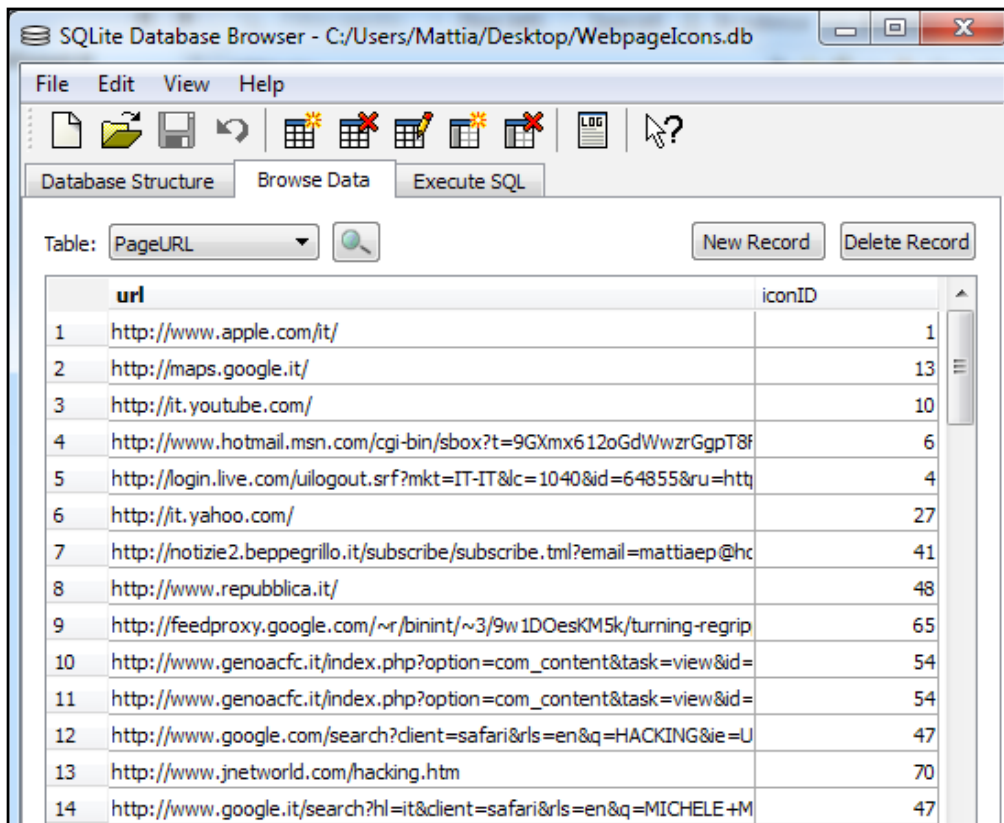 SQLite Database Browser - C:/Users/Mattia/Desktop/WebpageIcons.db
File Edit View Help
LOG ?
Database Structure Browse Data Execute SQL
Table: PageURL New Record Delete Record
url iconID
1 http://www.apple.com/it/ 1
2 http://maps.google.it/ 13
3 http://it.youtube.com/ 10
4 http://www.hotmail.msn.com/cgi-bin/sbox?t=9GXmx612oGdWwzrGgpT8F 6
5 http://login.live.com/uilogout.srf?mkt=IT-IT&lc=1040&id=64855&ru=http 4
6 http://it.yahoo.com/ 27
7 http://notizie2.beppegrillo.it/subscribe/subscribe.tml?email=mattiaep@ho 41
8 http://www.repubblica.it/ 48
9 http://feedproxy.google.com/~r/binint/~3/9w1DOesKM5k/turning-regrip 65
10 http://www.genoacfc.it/index.php?option=com_content&task=view&id= 54
11 http://www.genoacfc.it/index.php?option=com_content&task=view&id= 54
12 http://www.google.com/search?client=safari&rls=en&q=HACKING&ie=U 47
13 http://www.jnetworld.com/hacking.htm 70
14 http://www.google.it/search?hl=it&client=safari&rls=en&q=MICHELE+M 47